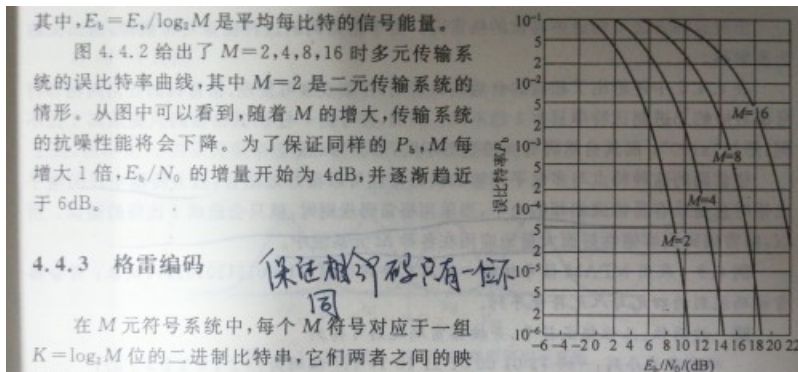 其中,E_b=E_s/log₂M是平均每比特的信号能量。
图4.4.2给出了M=2,4,8,16时多元传输系
统的误比特率曲线,其中M=2是二元传输系统的
情形。从图中可以看到,随着M的增大,传输系统
的抗噪性能将会下降。为了保证同样的P_b,M每
增大1倍,E_b/N₀的增量开始为4dB,并逐渐趋近
于6dB。
4.4.3 格雷编码
保证相邻码只有一位不
同
在M元符号系统中,每个M符号对应于一组
K=log₂M位的二进制比特串,它们两者之间的映
10⁻¹
5
2
10⁻²
5
2
10⁻³
5
2
10⁻⁴
5
2
10⁻⁵
5
2
10⁻⁶
误比特率P_b
M=16
M=8
M=4
M=2
-6 -4 -2 0 2 4 6 8 10 12 14 16 18 20 22
E_b/N₀/(dB)